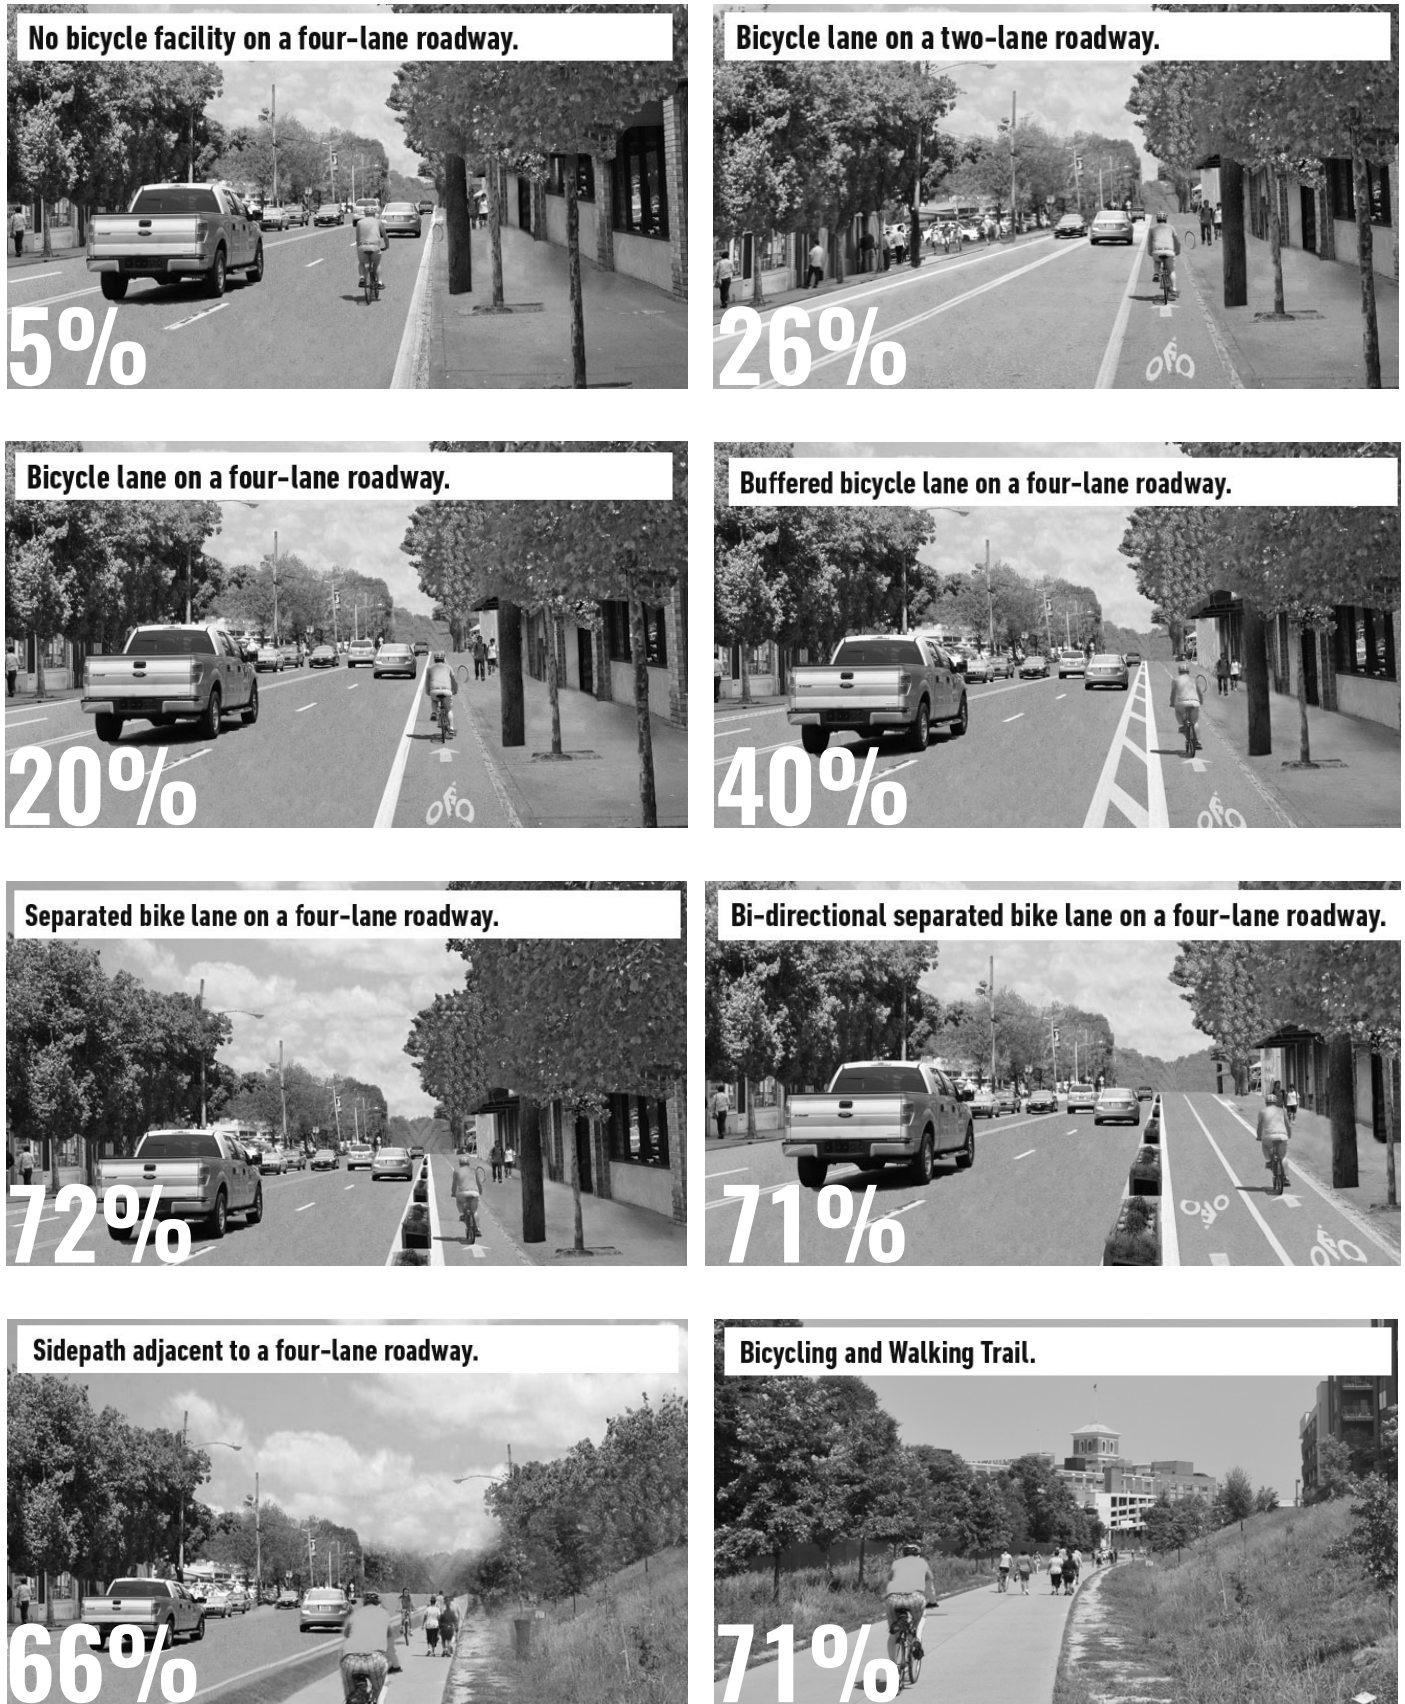 No bicycle facility on a four-lane roadway.
5%
Bicycle lane on a two-lane roadway.
26%
Bicycle lane on a four-lane roadway.
20%
Buffered bicycle lane on a four-lane roadway.
40%
Separated bike lane on a four-lane roadway.
72%
Bi-directional separated bike lane on a four-lane roadway.
71%
Sidepath adjacent to a four-lane roadway.
66%
Bicycling and Walking Trail.
71%